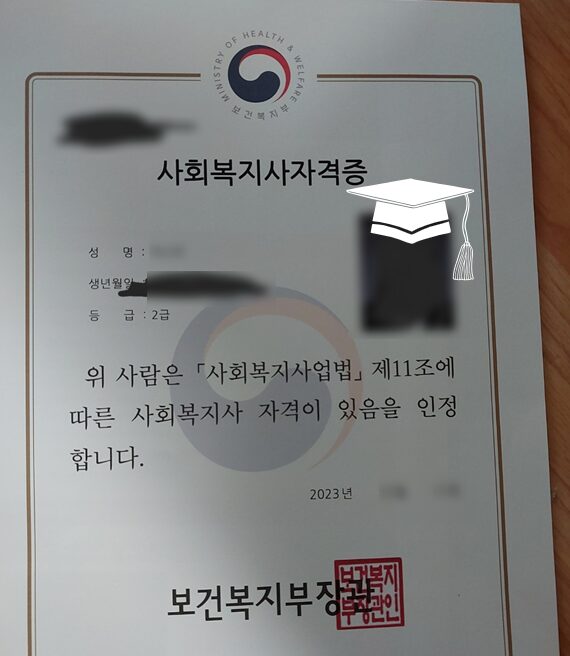 MINISTRY OF HEALTH & WELFARE
보건복지부
사회복지사자격증
성 명 :
생년월일
등 급 : 2급
위 사람은 「사회복지사업법」 제11조에
따른 사회복지사 자격이 있음을 인정
합니다.
2023년
보건복지부장관
보건복지
부장관인